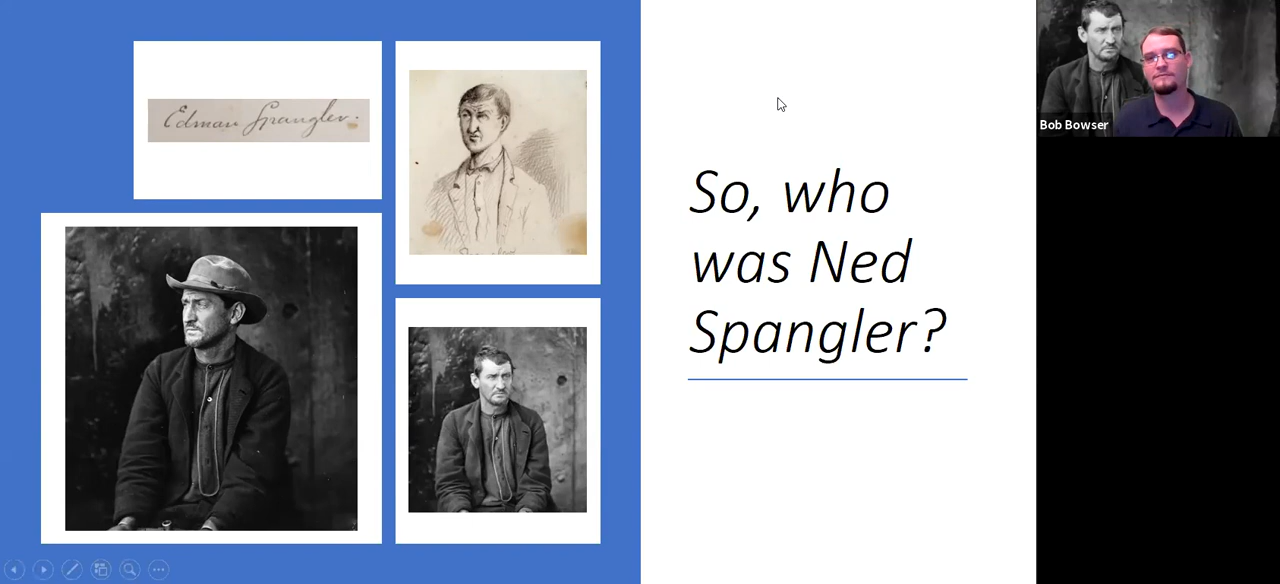 Edman Spangler.
So, who
was Ned
Spangler?
Bob Bowser